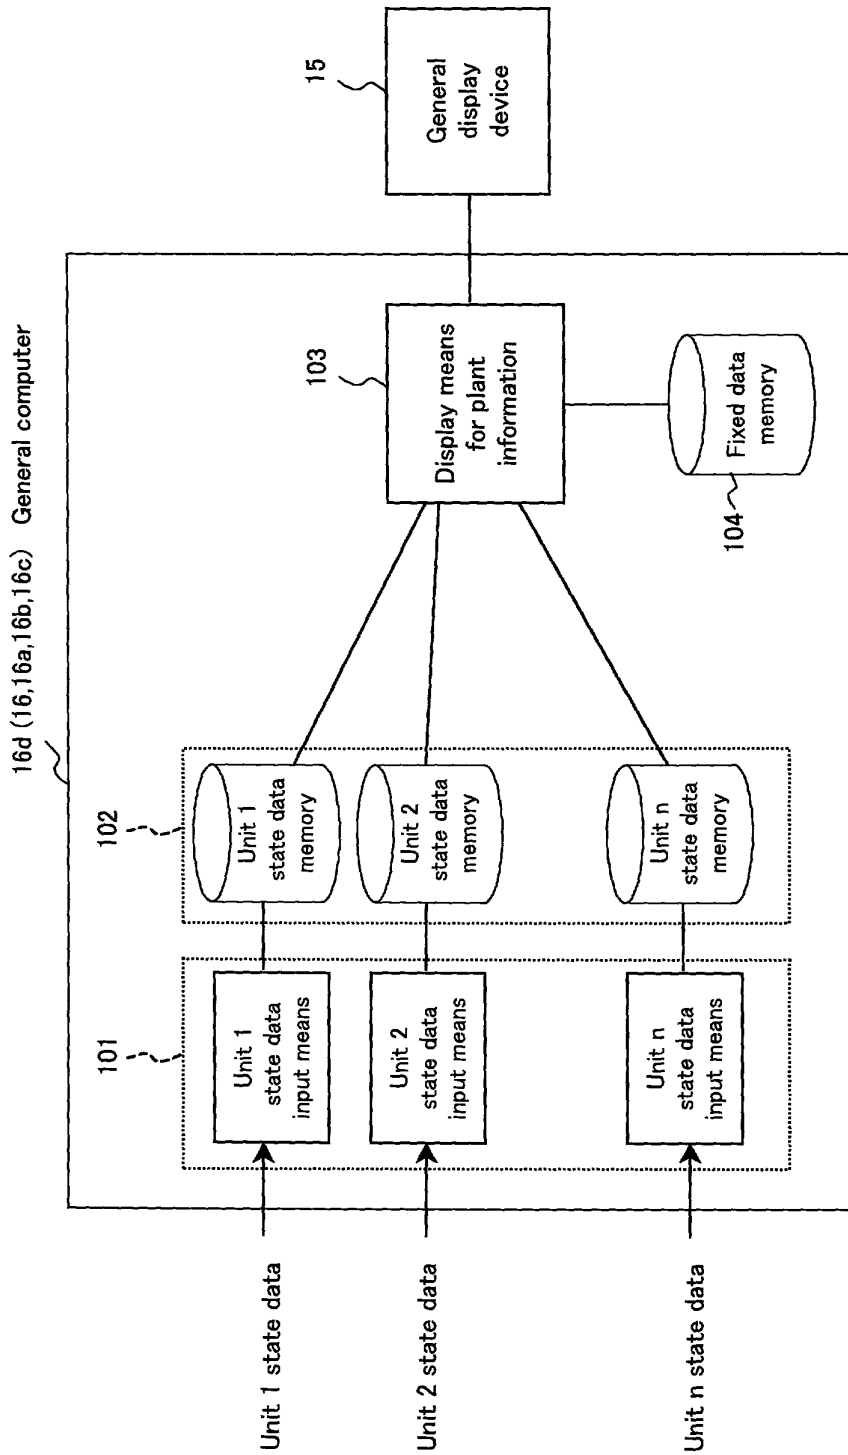 16d (16,16a,16b,16c) General computer
101
102
103
15
Unit 1 state data
Unit 1
state data
input means
Unit 1
state data
memory
Display means
for plant
information
General
display
device
Unit 2 state data
Unit 2
state data
input means
Unit 2
state data
memory
Unit n state data
Unit n
state data
input means
Unit n
state data
memory
104
Fixed data
memory